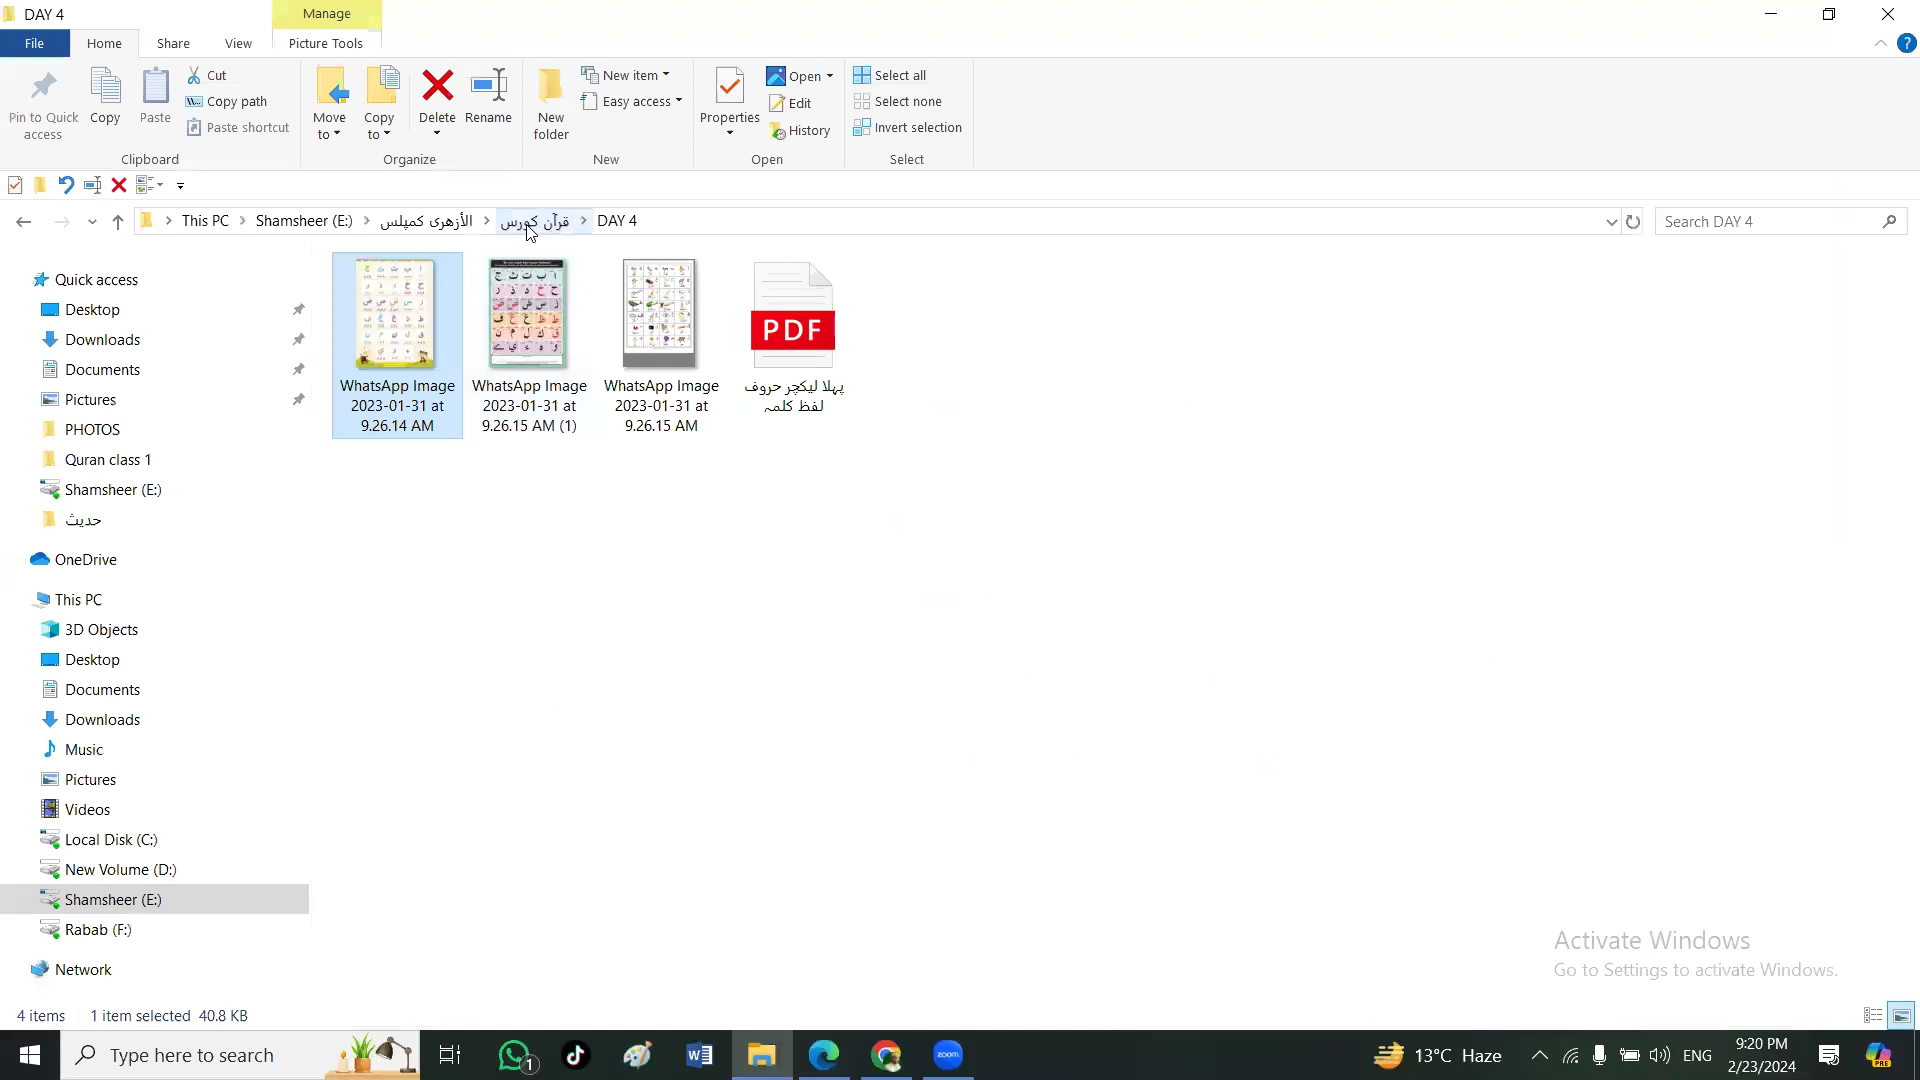 DAY 4
Manage
File
Home
Share
View
Picture Tools
Pin to Quick access
Copy
Paste
Cut
Copy path
Paste shortcut
Clipboard
Move to
Copy to
Delete
Rename
Organize
New folder
New item
Easy access
New
Properties
Open
Edit
History
Open
Select all
Select none
Invert selection
Select
This PC
Shamsheer (E:)
الأزهری کمپلس
قرآن کورس
DAY 4
Search DAY 4
Quick access
Desktop
Downloads
Documents
Pictures
PHOTOS
Quran class 1
Shamsheer (E:)
حديث
OneDrive
This PC
3D Objects
Desktop
Documents
Downloads
Music
Pictures
Videos
Local Disk (C:)
New Volume (D:)
Shamsheer (E:)
Rabab (F:)
Network
WhatsApp Image
2023-01-31 at
9.26.14 AM
WhatsApp Image
2023-01-31 at
9.26.15 AM (1)
WhatsApp Image
2023-01-31 at
9.26.15 AM
PDF
پہلا لیکچر حروف
لفظ کلمہ
Activate Windows
Go to Settings to activate Windows.
4 items
1 item selected 40.8 KB
Type here to search
1
zoom
13°C Haze
ENG
9:20 PM
2/23/2024
PRE